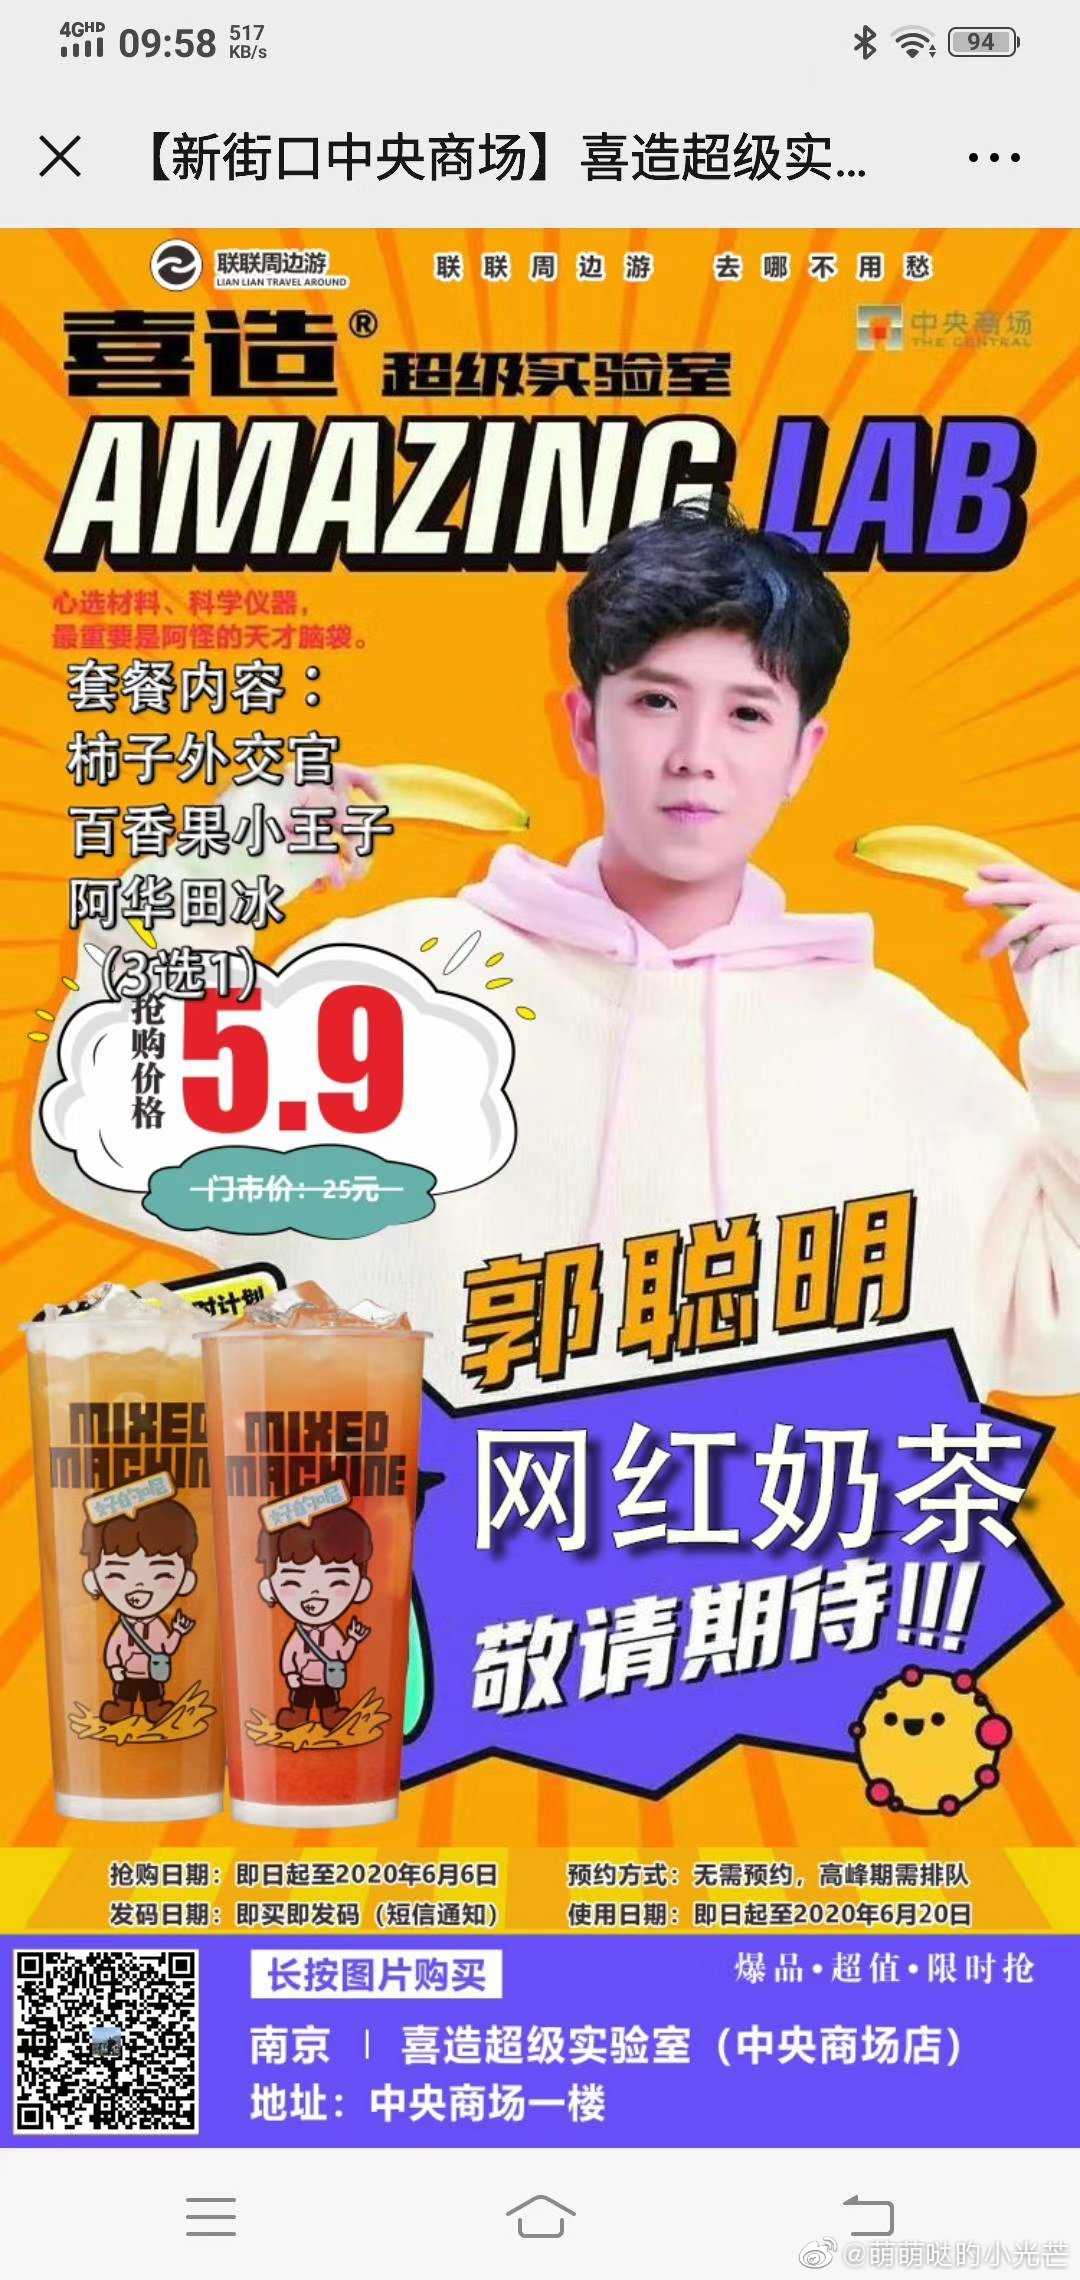 4GHD 09:58 517 KB/s 94
【新街口中央商场】喜造超级实...
联联周边游 联联周边游 去哪不用愁
LIAN LIAN TRAVEL AROUND
喜造® 超级实验室
中央商场
THE CENTRAL
AMAZING LAB
心选材料、科学仪器，
最重要是阿怪的天才脑袋。
套餐内容：
柿子外交官
百香果小王子
阿华田冰
（3选1）
抢购价格 5.9
门市价：25元
时计划
郭聪明
网红奶茶
敬请期待!!!
MIXED MACHINE
好的呢
MIXED MACHINE
好的呢
抢购日期：即日起至2020年6月6日 预约方式：无需预约，高峰期需排队
发码日期：即买即发码（短信通知） 使用日期：即日起至2020年6月20日
长按图片购买 爆品·超值·限时抢
南京 | 喜造超级实验室（中央商场店）
地址：中央商场一楼
@萌萌哒的小光芒